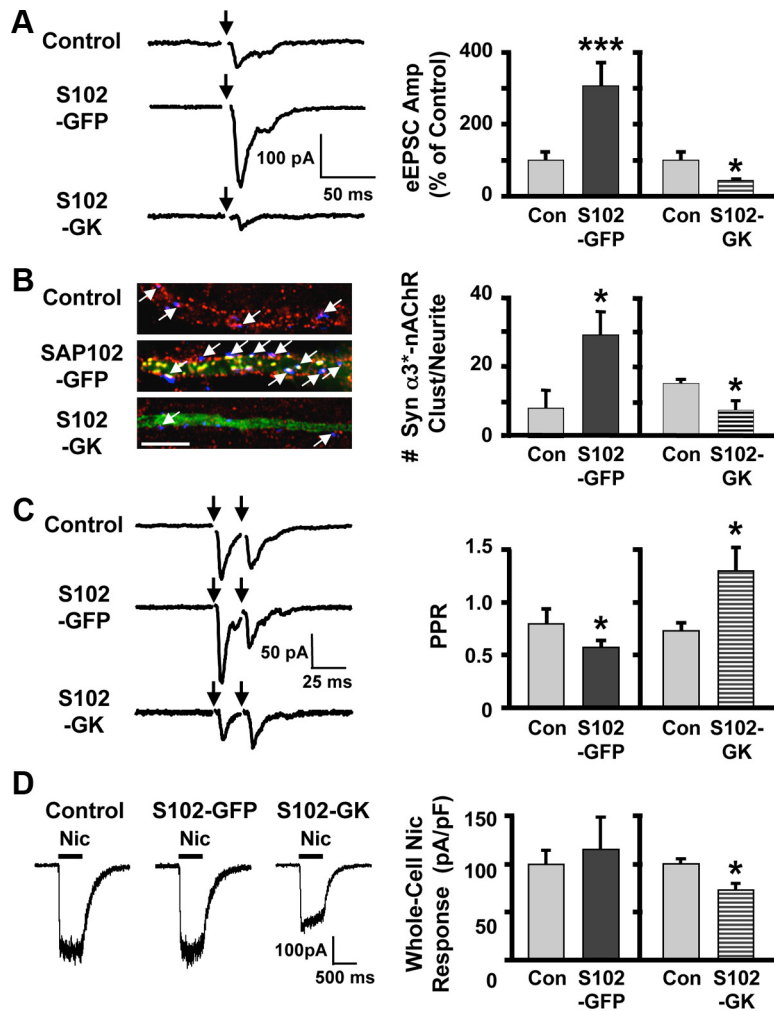 A
Control
S102
-GFP
S102
-GK
100 pA
50 ms
eEPSC Amp
(% of Control)
400
200
0
***
*
Con
S102
-GFP
Con
S102-
GK
B
Control
SAP102
-GFP
S102
-GK
# Syn α3*-nAChR
Clust/Neurite
40
20
0
*
*
Con
S102
-GFP
Con
S102
-GK
C
Control
S102
-GFP
S102
-GK
50 pA
25 ms
PPR
1.5
1.0
0.5
0
*
*
Con
S102
-GFP
Con
S102-
GK
D
Control
S102-GFP
S102-GK
Nic
Nic
Nic
100pA
500 ms
Whole-Cell Nic
Response (pA/pF)
150
100
50
0
*
Con
S102
-GFP
Con
S102
-GK